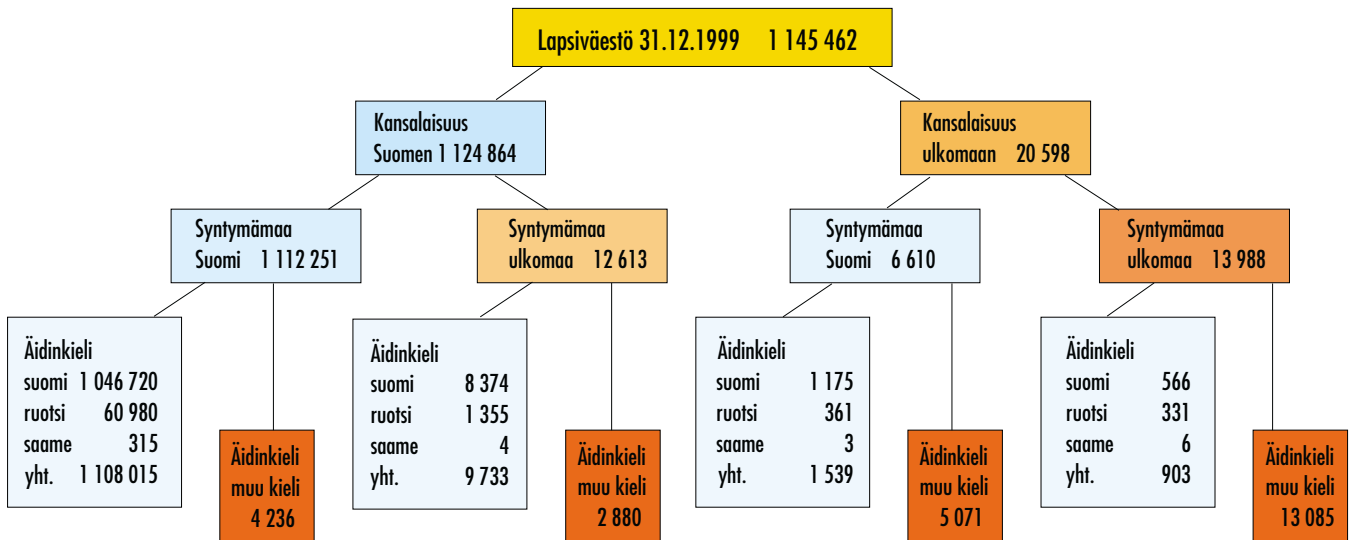 Lapsiväestö 31.12.1999 1 145 462
Kansalaisuus
Suomen 1 124 864
Kansalaisuus
ulkomaan 20 598
Syntymämaa
Suomi 1 112 251
Syntymämaa
ulkomaa 12 613
Syntymämaa
Suomi 6 610
Syntymämaa
ulkomaa 13 988
Äidinkieli
suomi 1 046 720
ruotsi 60 980
saame 315
yht. 1 108 015
Äidinkieli
muu kieli
4 236
Äidinkieli
suomi 8 374
ruotsi 1 355
saame 4
yht. 9 733
Äidinkieli
muu kieli
2 880
Äidinkieli
suomi 1 175
ruotsi 361
saame 3
yht. 1 539
Äidinkieli
muu kieli
5 071
Äidinkieli
suomi 566
ruotsi 331
saame 6
yht. 903
Äidinkieli
muu kieli
13 085